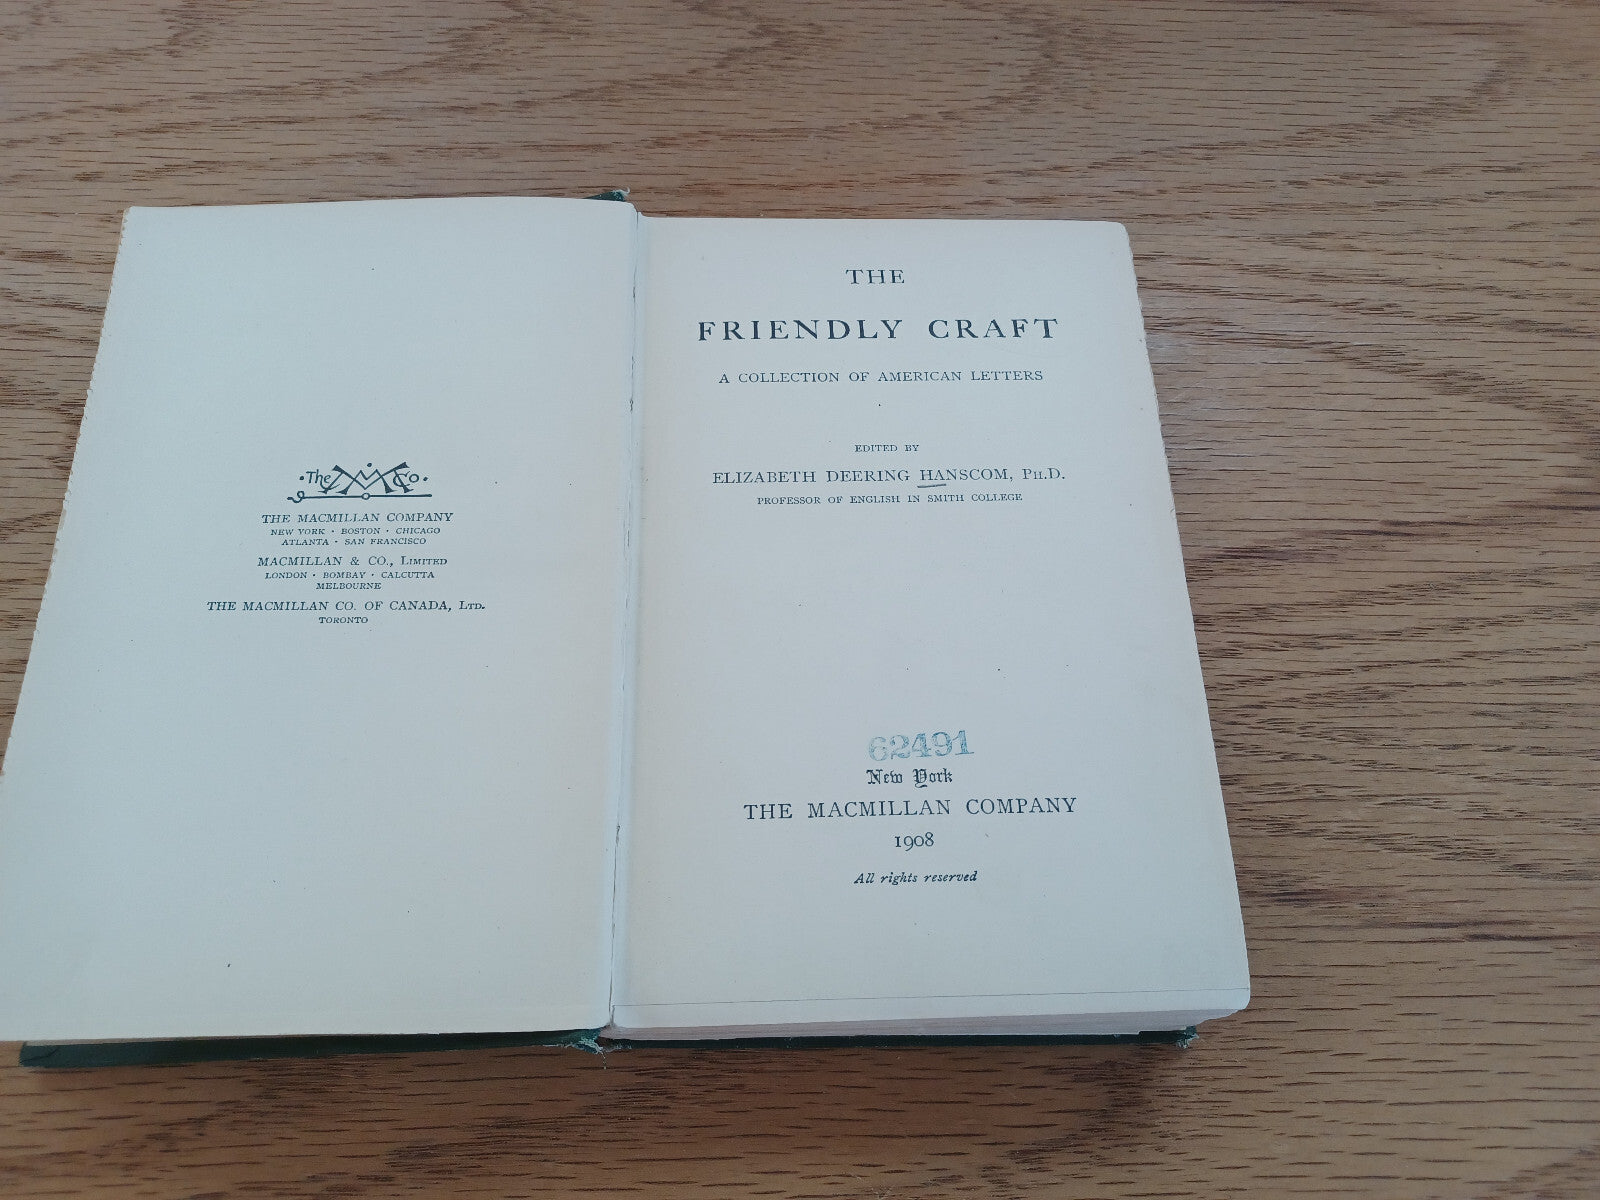 The M Co.
THE MACMILLAN COMPANY
NEW YORK · BOSTON · CHICAGO
ATLANTA · SAN FRANCISCO
MACMILLAN & CO., LIMITED
LONDON · BOMBAY · CALCUTTA
MELBOURNE
THE MACMILLAN CO. OF CANADA, LTD.
TORONTO
THE
FRIENDLY CRAFT
A COLLECTION OF AMERICAN LETTERS
EDITED BY
ELIZABETH DEERING HANSCOM, PH.D.
PROFESSOR OF ENGLISH IN SMITH COLLEGE
62491
New York
THE MACMILLAN COMPANY
1908
All rights reserved